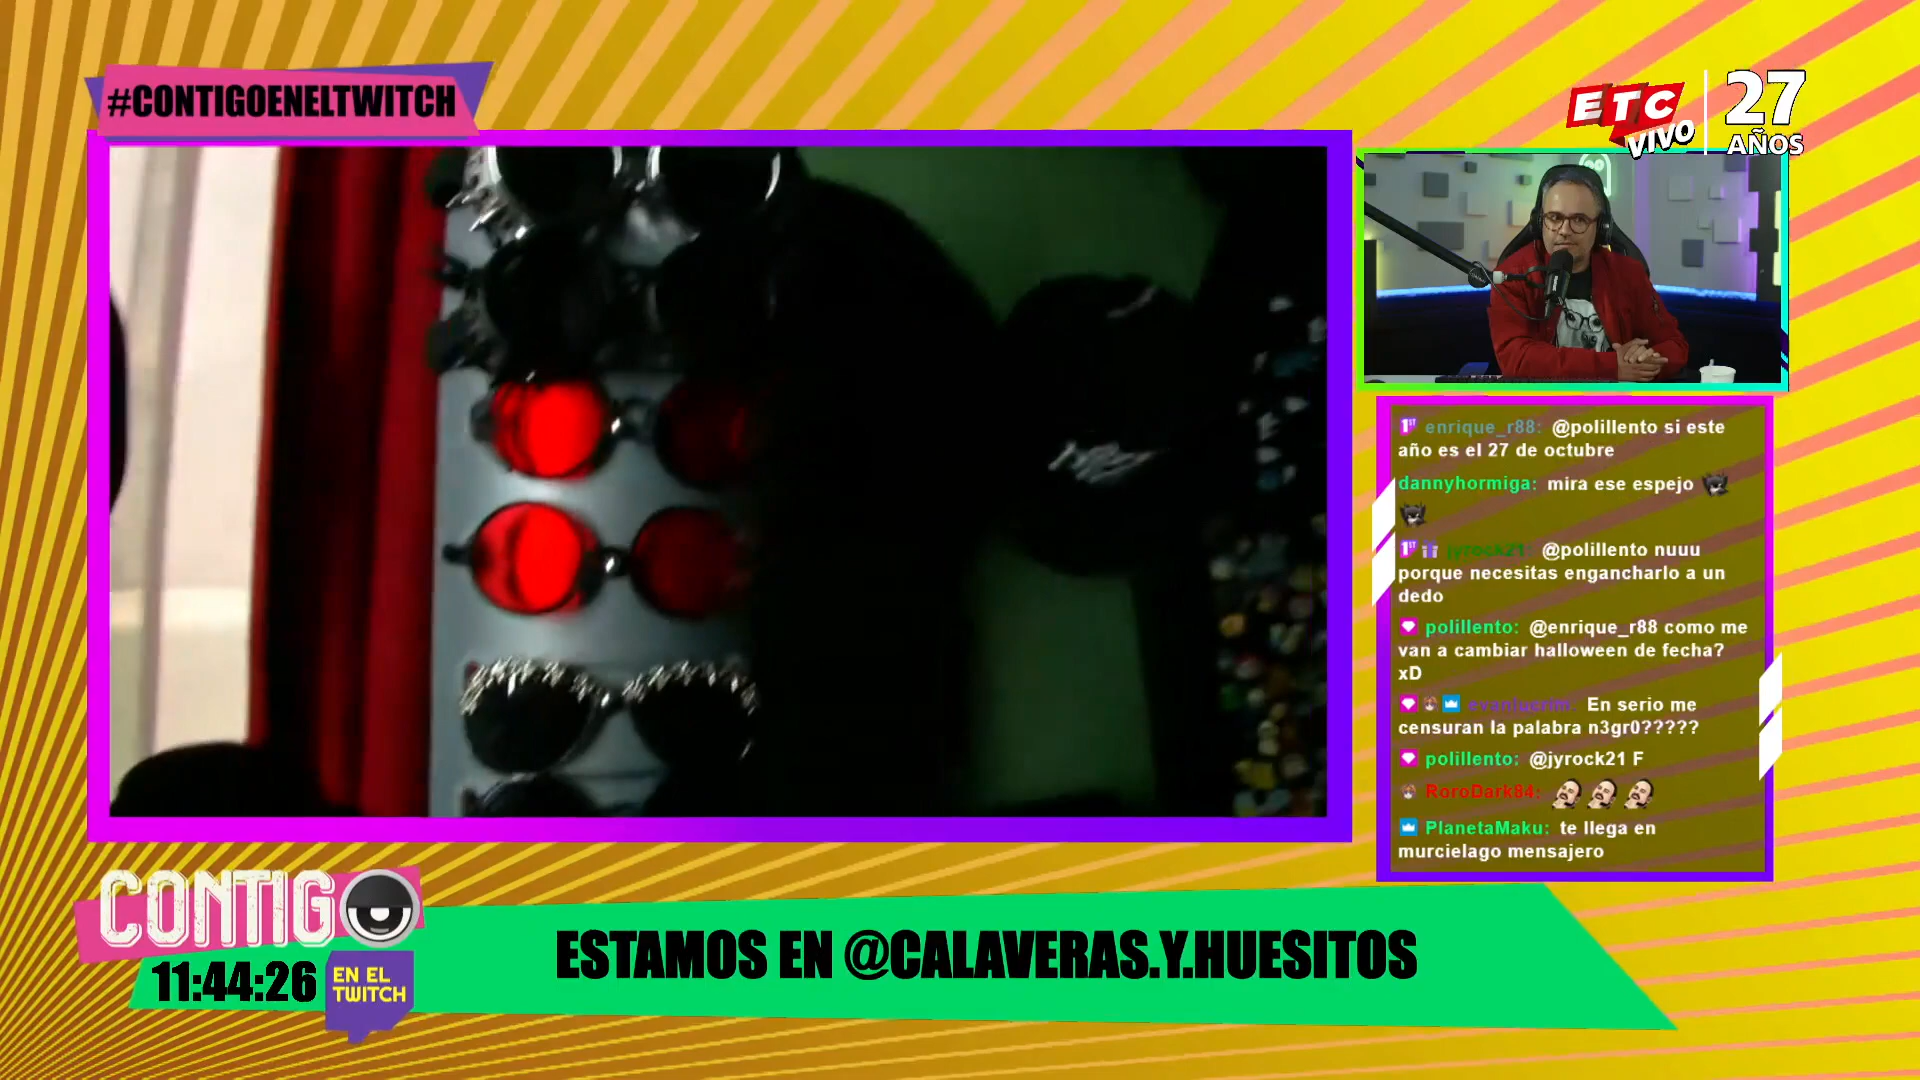 #CONTIGOENELTWITCH
ETC
VIVO
27
AÑOS
enrique_r88: @polillento si este
año es el 27 de octubre
dannyhormiga: mira ese espejo
jyrock21: @polillento nuuu
porque necesitas engancharlo a un
dedo
polillento: @enrique_r88 como me
van a cambiar halloween de fecha?
xD
En serio me
censuran la palabra n3gr0?????
polillento: @jyrock21 F
RoroDark84:
PlanetaMaku: te llega en
murcielago mensajero
CONTIGO
11:44:26
EN EL
TWITCH
ESTAMOS EN @CALAVERAS.Y.HUESITOS